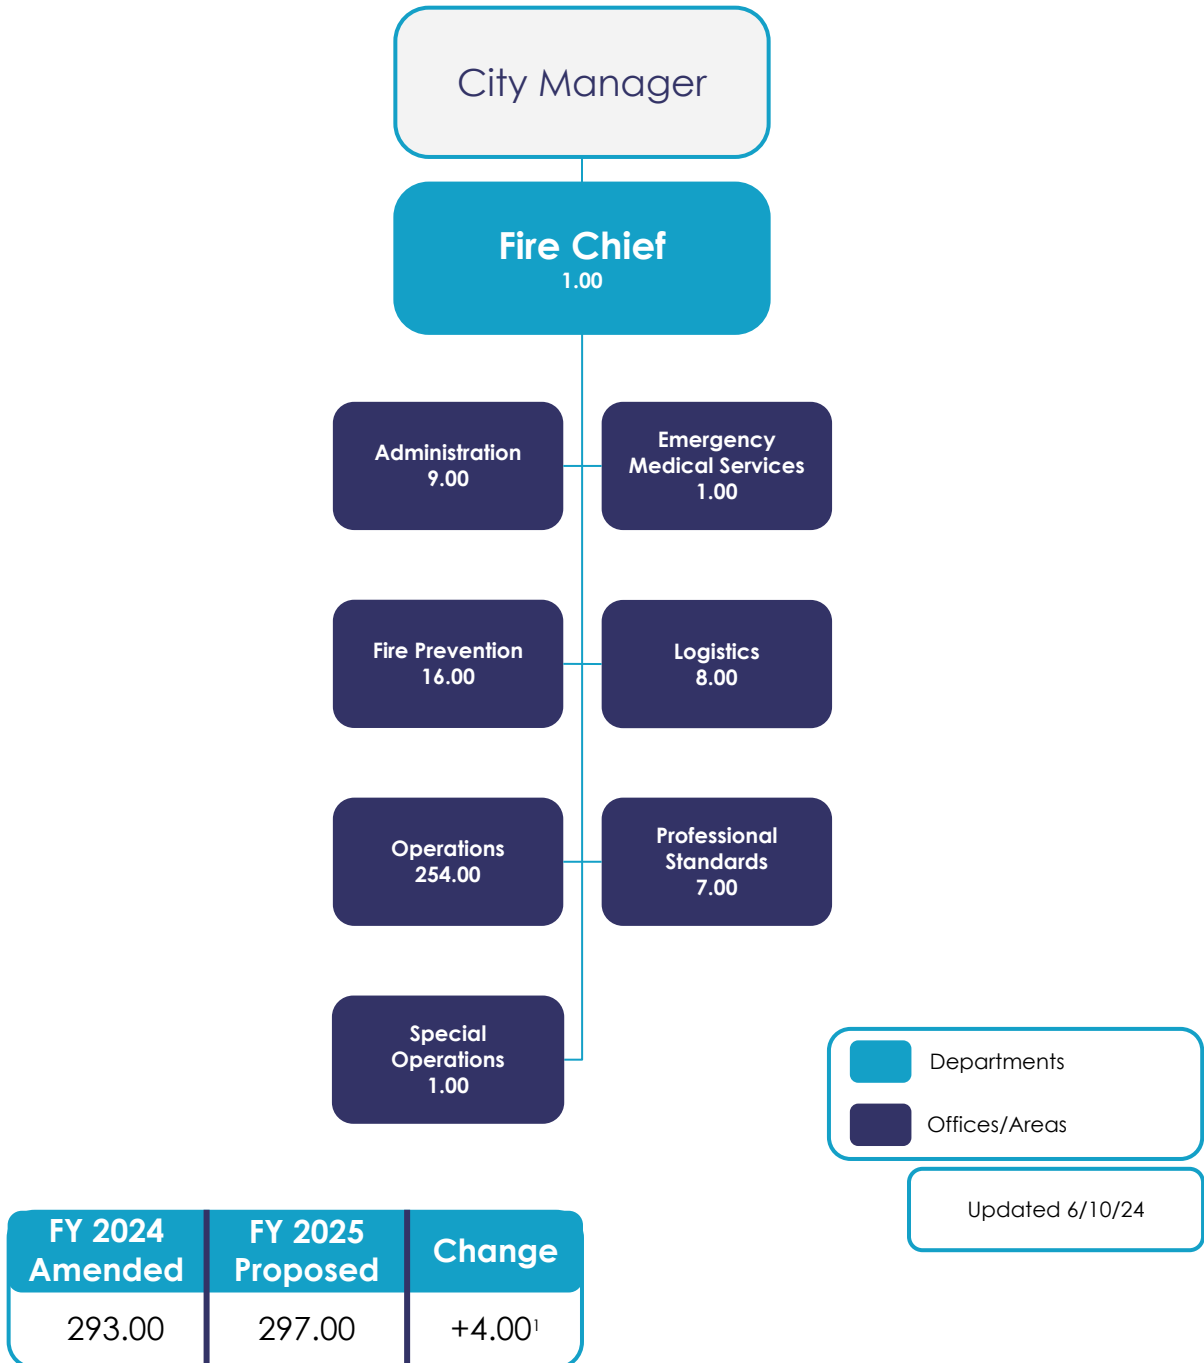 City Manager
Fire Chief
1.00
Administration
9.00
Emergency
Medical Services
1.00
Fire Prevention
16.00
Logistics
8.00
Operations
254.00
Professional
Standards
7.00
Special
Operations
1.00
Departments
Offices/Areas
Updated 6/10/24
FY 2024
Amended
FY 2025
Proposed
Change
293.00
297.00
+4.00¹